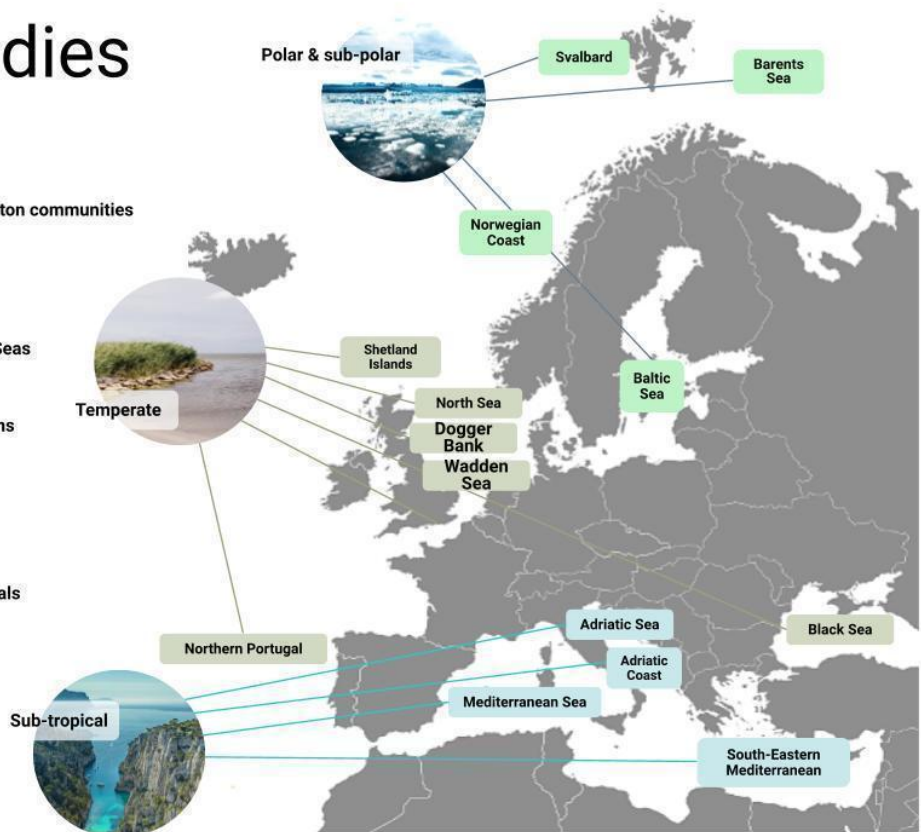 dies
Polar & sub-polar
Svalbard
Barents
Sea
ton communities
Norwegian
Coast
Seas
Shetland
Islands
Baltic
Sea
Temperate
North Sea
ns
Dogger
Bank
Wadden
Sea
als
Adriatic Sea
Black Sea
Northern Portugal
Adriatic
Coast
Mediterranean Sea
Sub-tropical
South-Eastern
Mediterranean